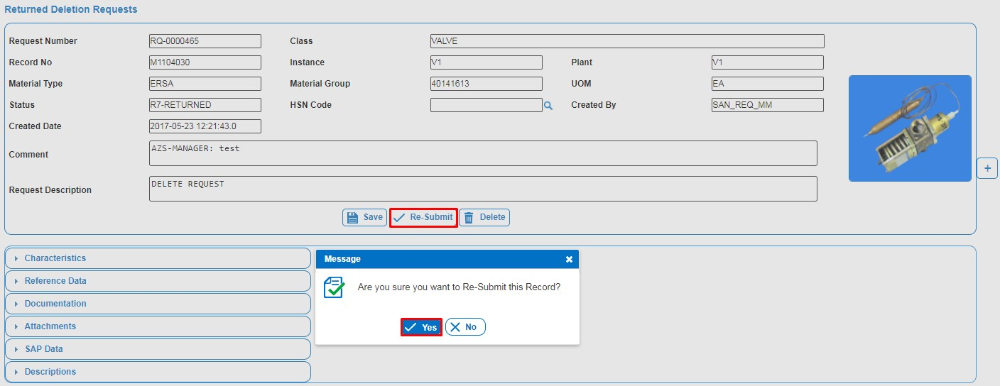 Returned Deletion Requests
Request Number RQ-0000465 Class VALVE
Record No M1104030 Instance V1 Plant V1
Material Type ERSA Material Group 40141613 UOM EA
Status R7-RETURNED HSN Code Created By SAN_REQ_MM
Created Date 2017-05-23 12:21:43.0
Comment AZS-MANAGER: test
Request Description DELETE REQUEST
+
Save Re-Submit Delete
Characteristics
Reference Data
Documentation
Attachments
SAP Data
Descriptions
Message
Are you sure you want to Re-Submit this Record?
Yes No